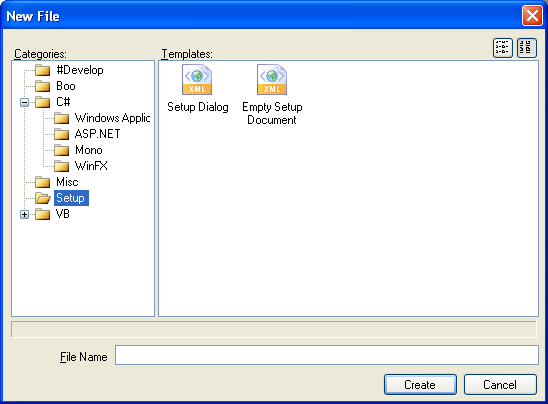 New File
Categories:
Templates:
#Develop
Boo
C#
Windows Applic
ASP.NET
Mono
WinFX
Misc
Setup
VB
XML
Setup Dialog
XML
Empty Setup
Document
File Name
Create
Cancel